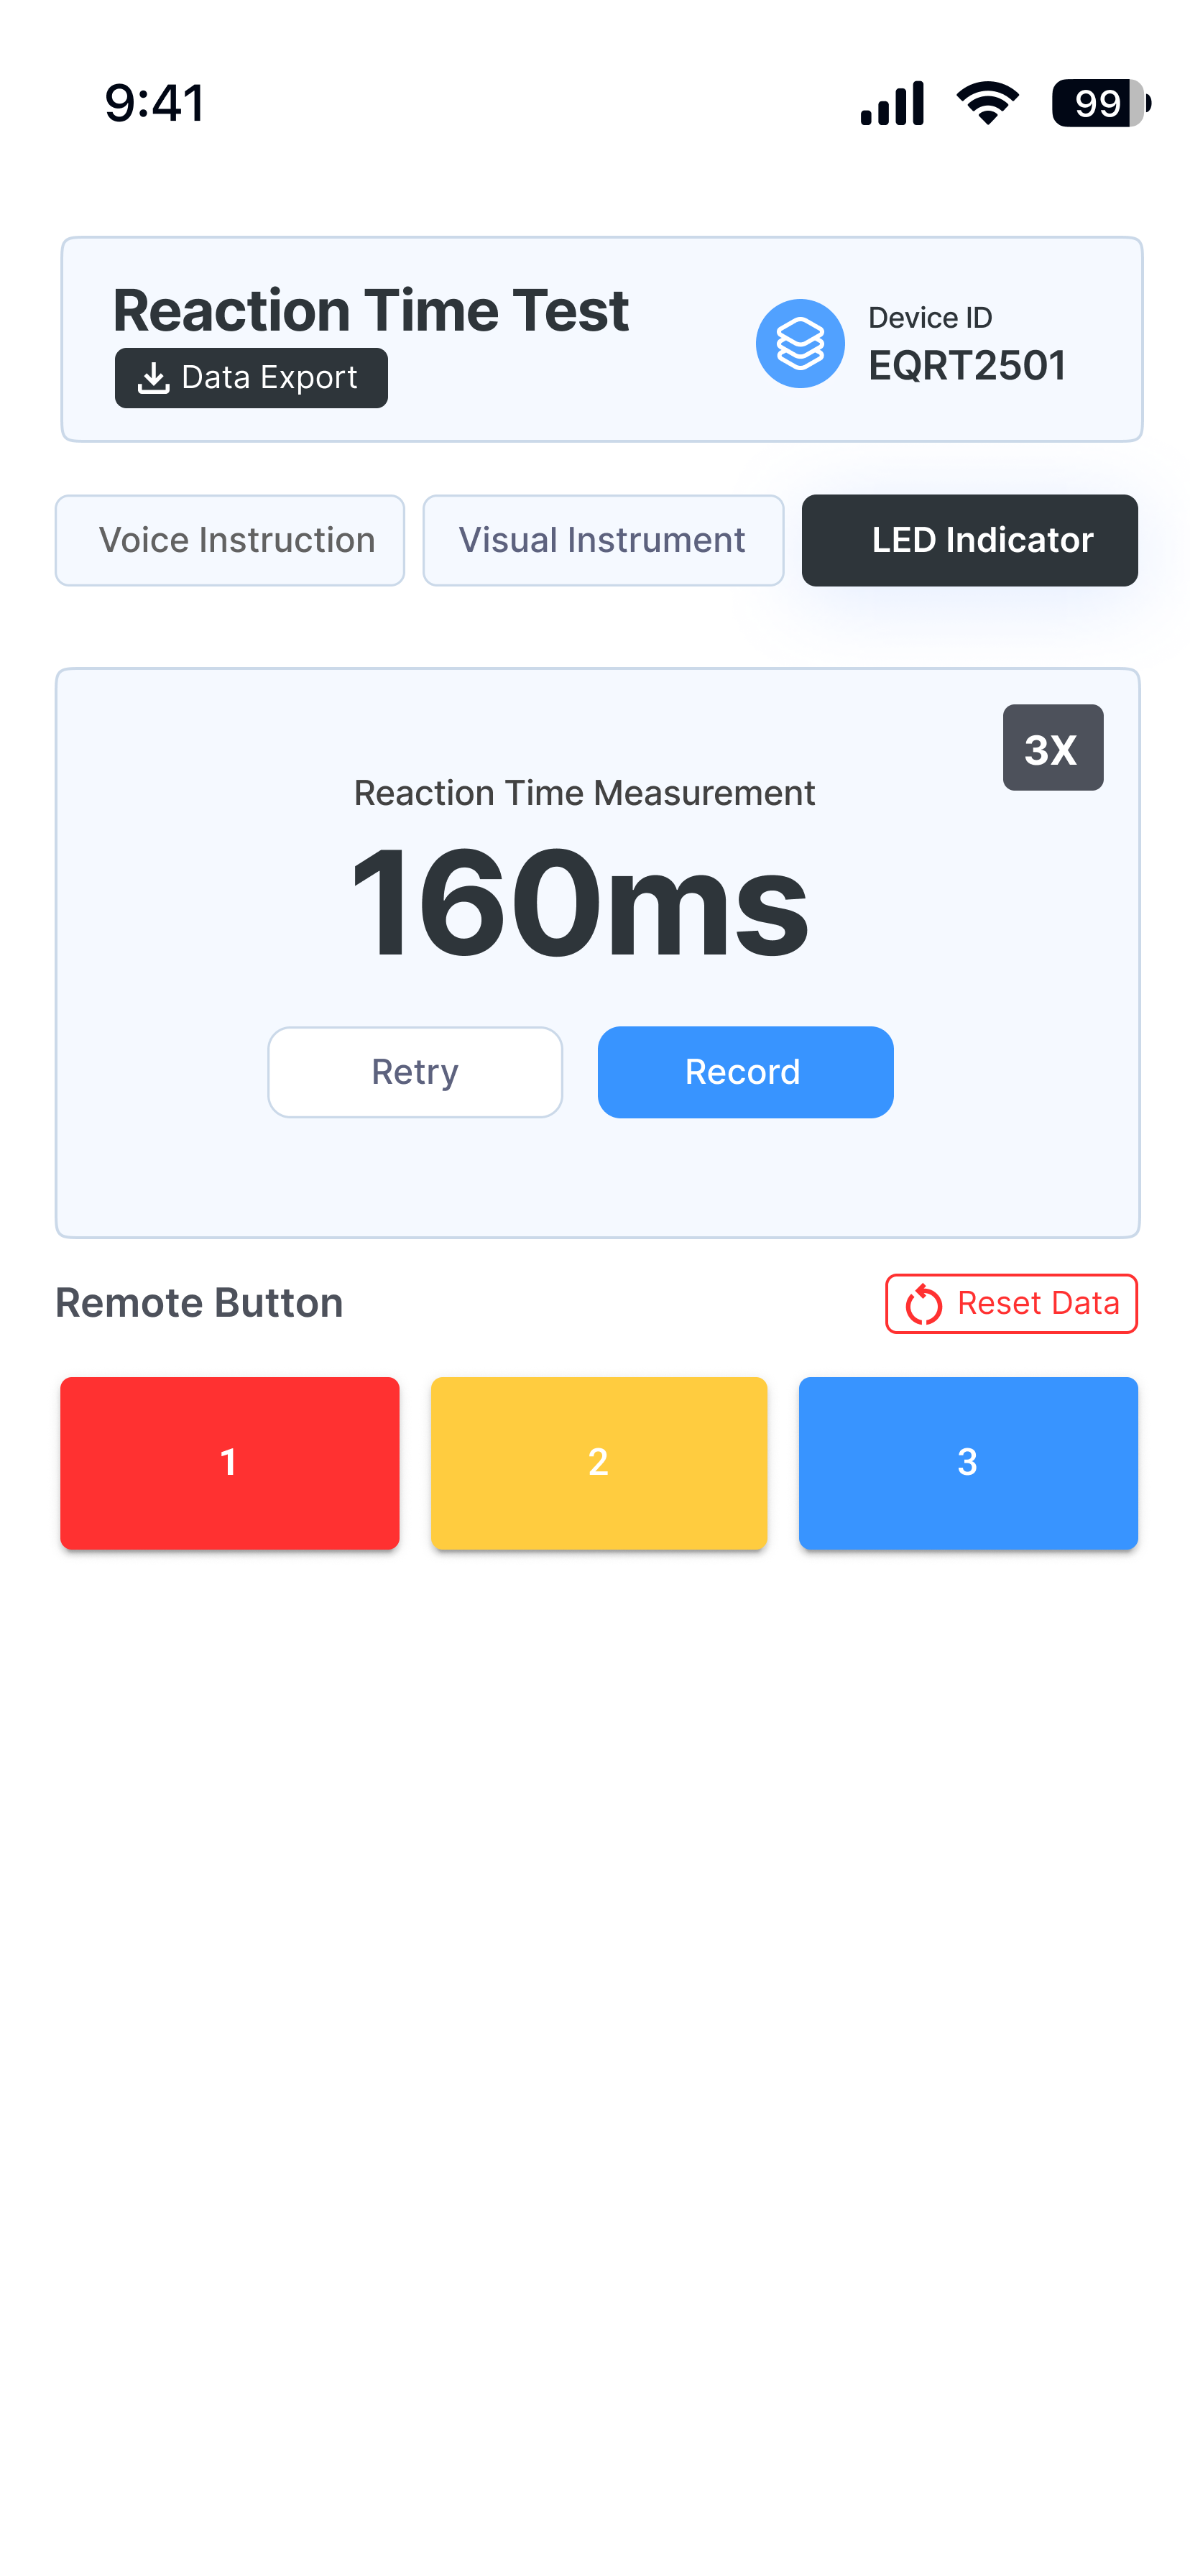 9:41
99
Reaction Time Test
Data Export
Device ID
EQRT2501
Voice Instruction
Visual Instrument
LED Indicator
3X
Reaction Time Measurement
160ms
Retry
Record
Remote Button
Reset Data
1
2
3